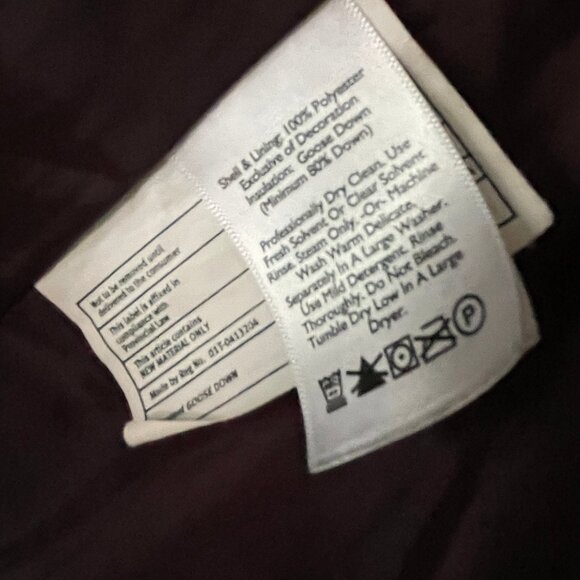 Shell & Lining: 100% Polyester
Exclusive of Decoration
Insulation: Goose Down
(Minimum 80% Down)
Professionally Dry Clean. Use
Fresh Solvent Or Clear Solvent
Rinse. Steam Only. -Or- Machine
Wash Warm Delicate.
Separately In A Large Washer.
Use Mild Detergent. Rinse
Thoroughly. Do Not Bleach.
Tumble Dry Low In A Large
Dryer.
P
Not to be removed until
delivered to the consumer
This label is affixed in
compliance with
Provincial Law
This article contains
NEW MATERIAL ONLY
Made by Reg No. 01T-0413204
GOOSE DOWN